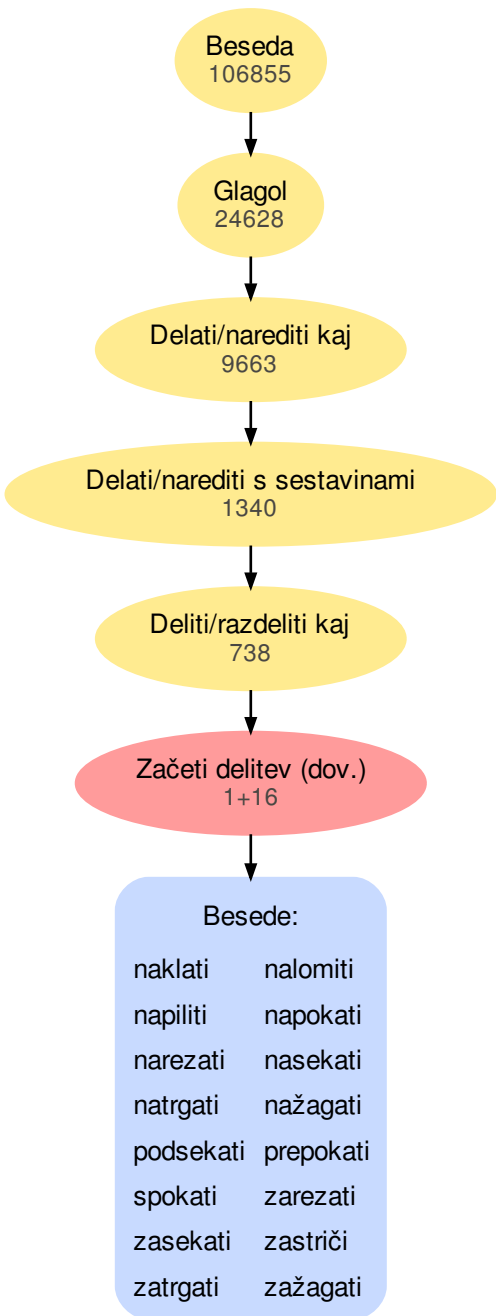 Beseda
106855
Glagol
24628
Delati/narediti kaj
9663
Delati/narediti s sestavinami
1340
Deliti/razdeliti kaj
738
Začeti delitev (dov.)
1+16
Besede:
naklati nalomiti
napiliti napokati
narezati nasekati
natrgati nažagati
podsekati prepokati
spokati zarezati
zasekati zastriči
zatrgati zažagati